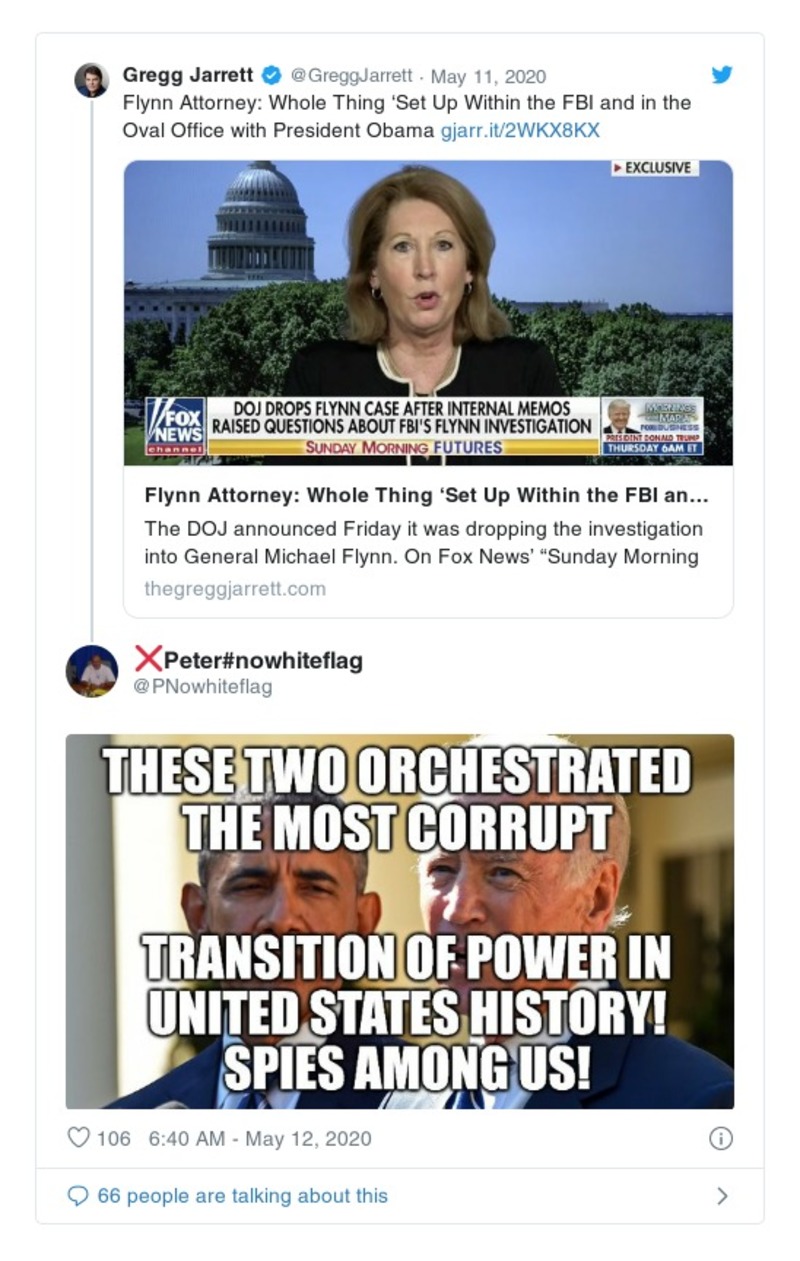 Gregg Jarrett @GreggJarrett · May 11, 2020
Flynn Attorney: Whole Thing ‘Set Up Within the FBI and in the
Oval Office with President Obama gjarr.it/2WKX8KX
EXCLUSIVE
FOX
NEWS
channel
DOJ DROPS FLYNN CASE AFTER INTERNAL MEMOS
RAISED QUESTIONS ABOUT FBI'S FLYNN INVESTIGATION
SUNDAY MORNING FUTURES
MORNINGS
MARIA
FOX BUSINESS
PRESIDENT DONALD TRUMP
THURSDAY 6AM ET
Flynn Attorney: Whole Thing ‘Set Up Within the FBI an...
The DOJ announced Friday it was dropping the investigation
into General Michael Flynn. On Fox News’ “Sunday Morning
thegreggjarrett.com
❌Peter#nowhiteflag
@PNowhiteflag
THESE TWO ORCHESTRATED
THE MOST CORRUPT
TRANSITION OF POWER IN
UNITED STATES HISTORY!
SPIES AMONG US!
106 6:40 AM - May 12, 2020
66 people are talking about this